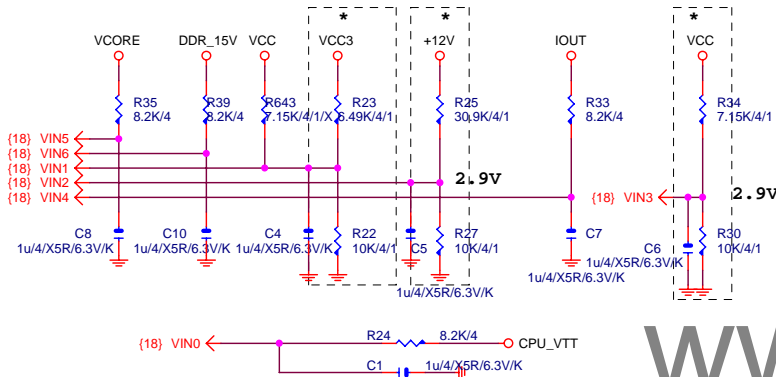 * * *
VCORE DDR_15V VCC VCC3 +12V IOUT VCC
R35 R39 R643 R23 R25 R33 R34
8.2K/4 8.2K/4 7.15K/4/1/X 6.49K/4/1 30.9K/4/1 8.2K/4 7.15K/4/1
{18} VIN5
{18} VIN6
{18} VIN1
{18} VIN2 2.9V
{18} VIN4 {18} VIN3 2.9V
C8 C10 C4 R22 C5 R27 C7 C6 R30
1u/4/X5R/6.3V/K 1u/4/X5R/6.3V/K 1u/4/X5R/6.3V/K 10K/4/1 10K/4/1 1u/4/X5R/6.3V/K 10K/4/1
1u/4/X5R/6.3V/K 1u/4/X5R/6.3V/K
{18} VIN0 R24 8.2K/4 CPU_VTT
C1 1u/4/X5R/6.3V/K